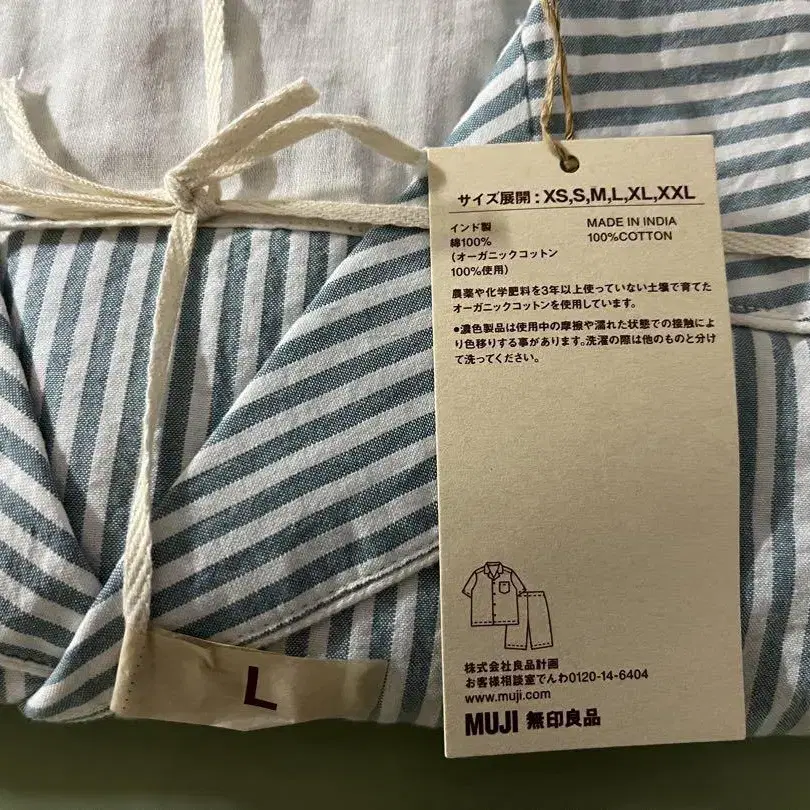 サイズ展開：XS,S,M,L,XL,XXL
インド製
綿100%
（オーガニックコットン
100%使用）
MADE IN INDIA
100%COTTON
農薬や化学肥料を3年以上使っていない土壌で育てた
オーガニックコットンを使用しています。
●濃色製品は使用中の摩擦や濡れた状態での接触によ
り色移りする事があります。洗濯の際は他のものと分け
て洗ってください。
株式会社良品計画
お客様相談室でんわ0120-14-6404
www.muji.com
MUJI 無印良品
L